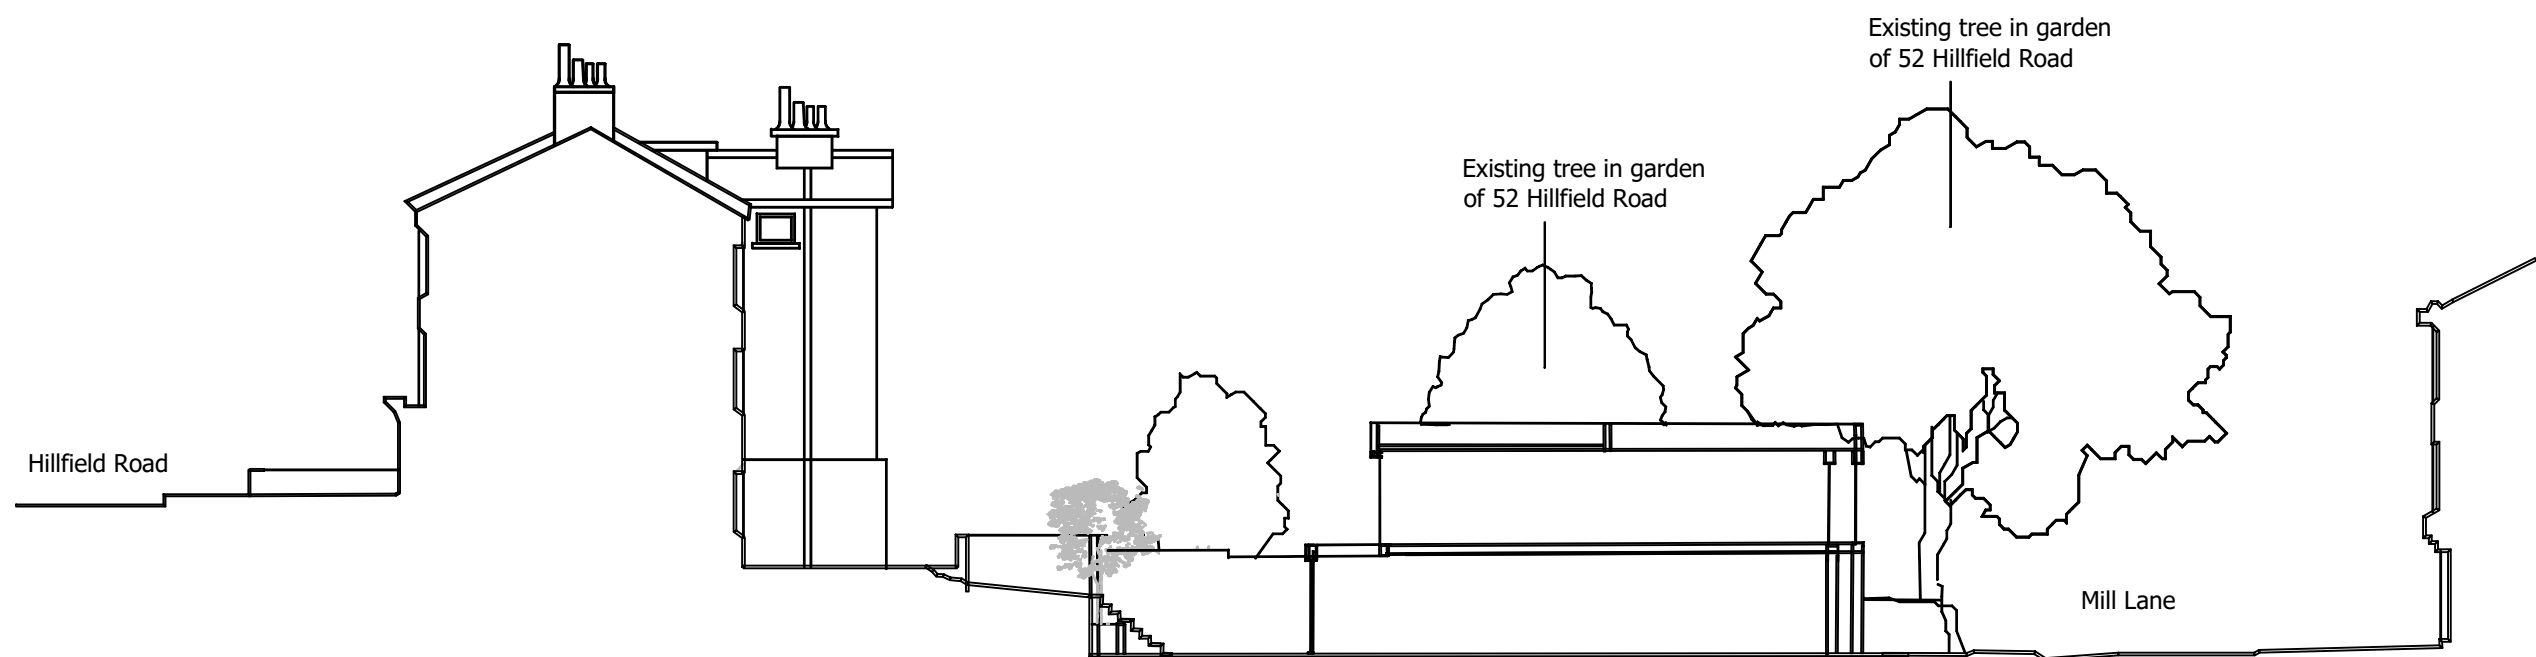 Existing tree in garden
of 52 Hillfield Road
Existing tree in garden
of 52 Hillfield Road
Hillfield Road
Mill Lane